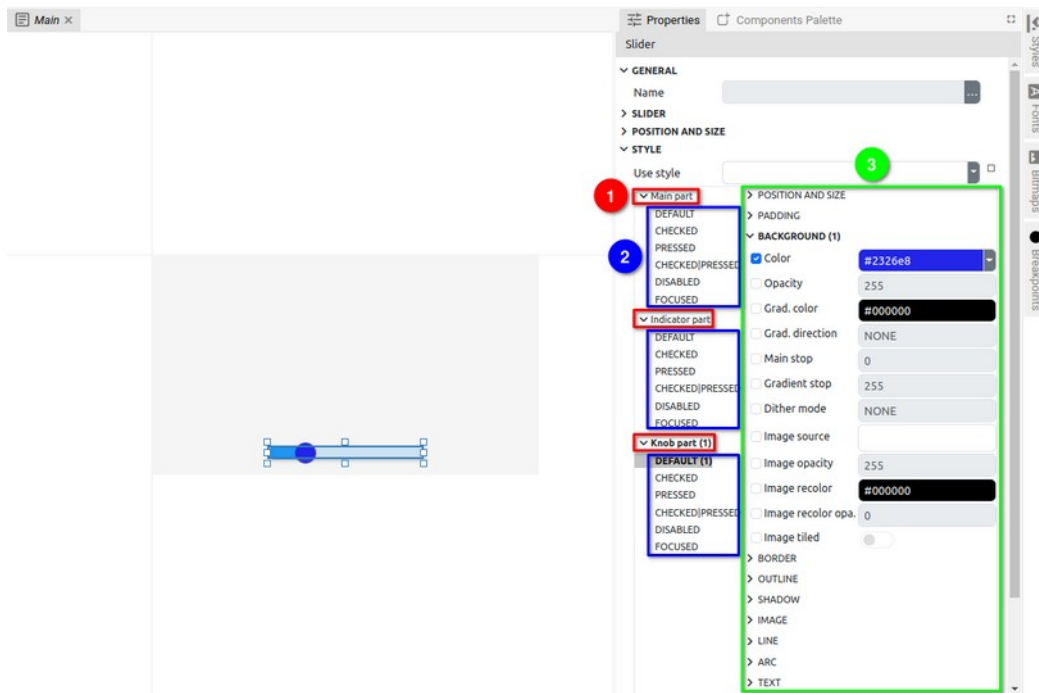 Main ×
Properties
Components Palette
Slider
GENERAL
Name
...
SLIDER
POSITION AND SIZE
STYLE
Use style
3
1
Main part
DEFAULT
CHECKED
2
PRESSED
CHECKED|PRESSED
DISABLED
FOCUSED
Indicator part
DEFAULT
CHECKED
PRESSED
CHECKED|PRESSED
DISABLED
FOCUSED
Knob part (1)
DEFAULT (1)
CHECKED
PRESSED
CHECKED|PRESSED
DISABLED
FOCUSED
POSITION AND SIZE
PADDING
BACKGROUND (1)
Color #2326e8
Opacity 255
Grad. color #000000
Grad. direction NONE
Main stop 0
Gradient stop 255
Dither mode NONE
Image source
Image opacity 255
Image recolor #000000
Image recolor opa. 0
Image tiled
BORDER
OUTLINE
SHADOW
IMAGE
LINE
ARC
TEXT
Styles
A Fonts
Bitmaps
Breakpoints